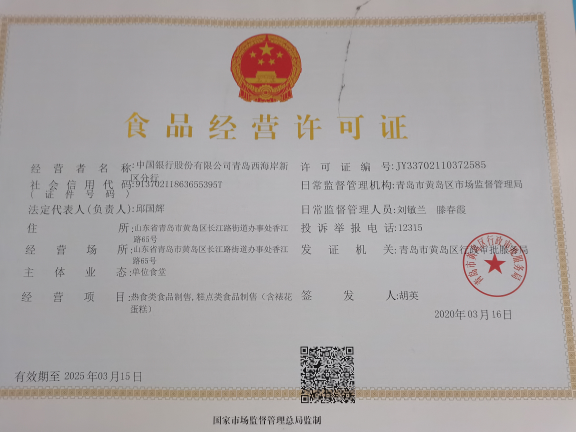 食品经营许可证
经营者名称:中国银行股份有限公司青岛西海岸新
区分行
社会信用代码:91370211863655395T
(证件号码)
法定代表人(负责人):邱国辉
住所:山东省青岛市黄岛区长江路街道办事处香江
路65号
经营场所:山东省青岛市黄岛区长江路街道办事处香江
路65号
主体业态:单位食堂
经营项目:热食类食品制售,糕点类食品制售(含裱花
蛋糕)
有效期至2025年03月15日
许可证编号:JY33702110372585
日常监督管理机构:青岛市黄岛区市场监督管理局
日常监督管理人员:刘敏兰 滕春霞
投诉举报电话:12315
发证机关:青岛市黄岛区行政审批服务局
签发人:胡英
2020年03月16日
国家市场监督管理总局监制